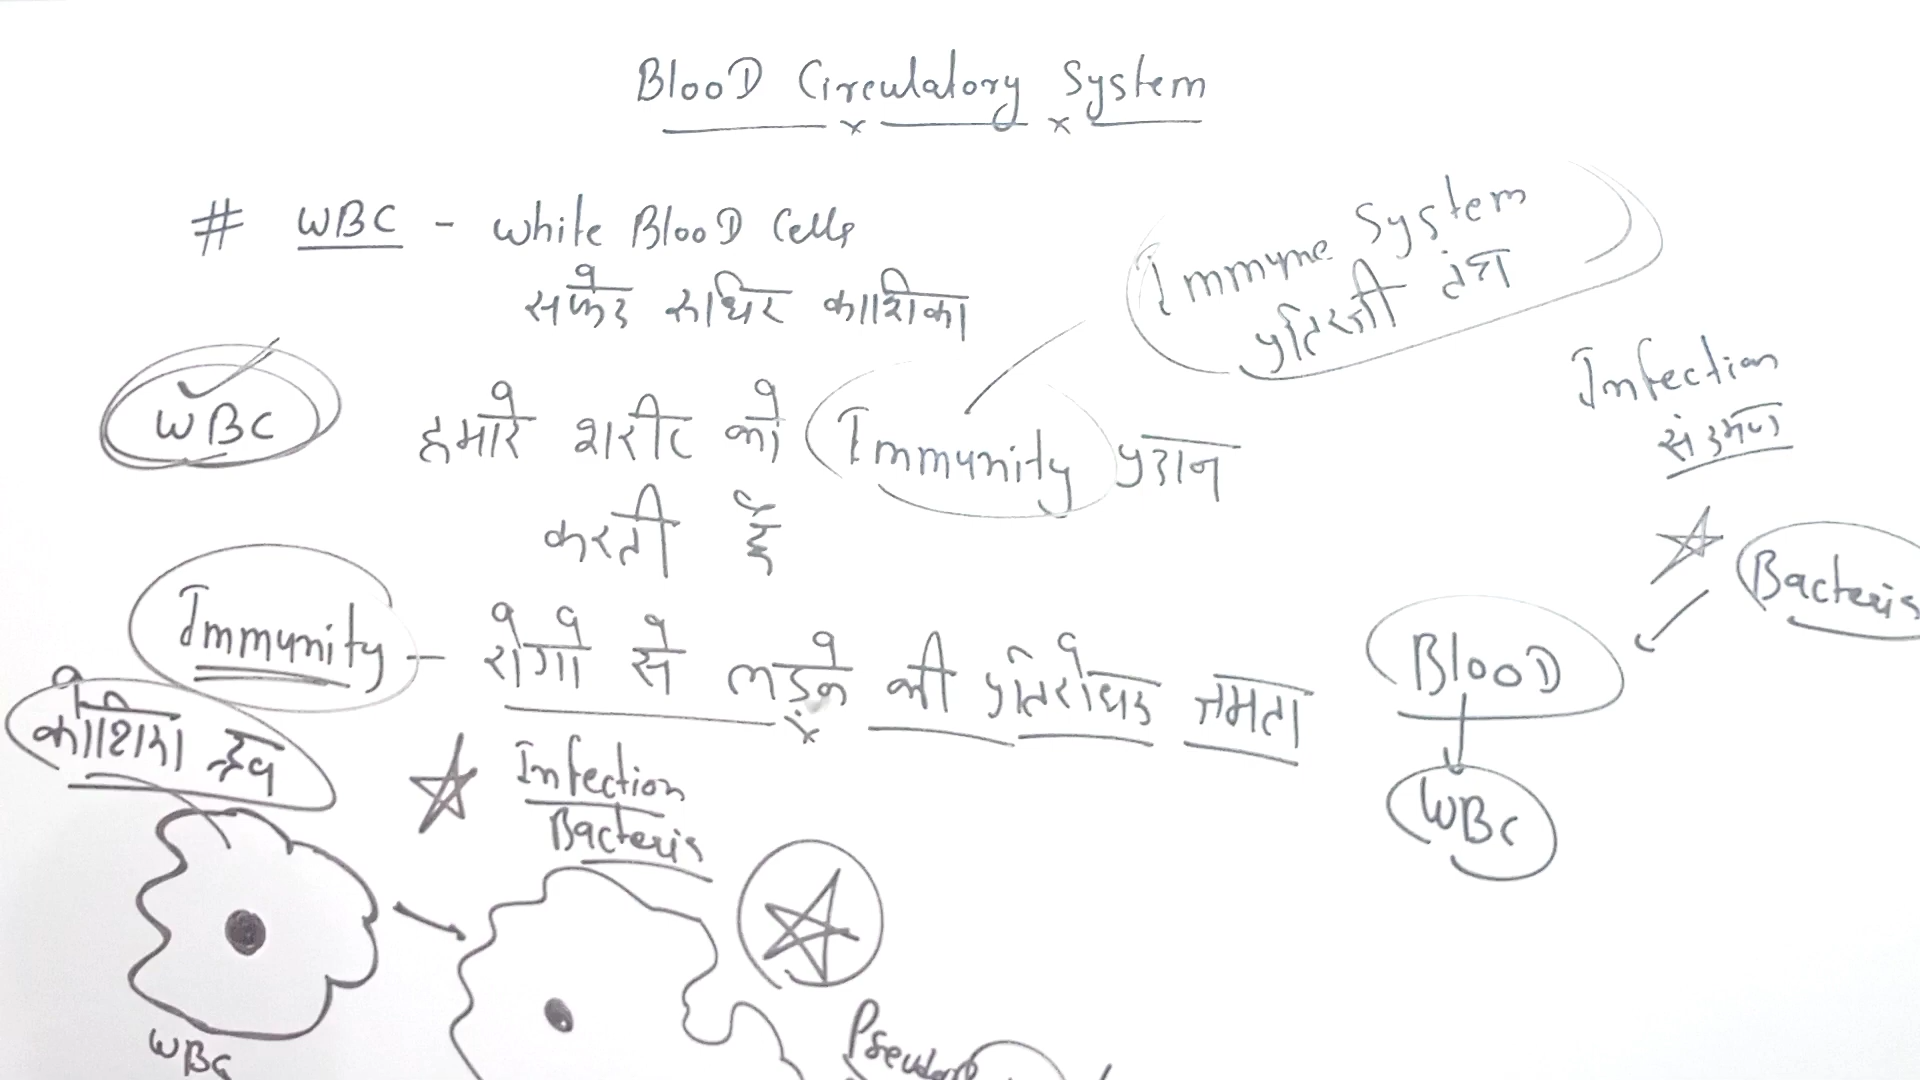 BlooD Circulatory System
# WBC - White BlooD Cells
सफेद रुधिर काशिका
Immune System
प्रतिरक्षी तंत्र
WBC हमारे शरीर को Immunity प्रदान
करती है
Infection
संक्रमण
Bacteria
Immunity - रोगो से लड़ने की प्रतिरोधक क्षमता
BlooD
WBC
कोशिका द्रव
Infection
Bacteria
WBC